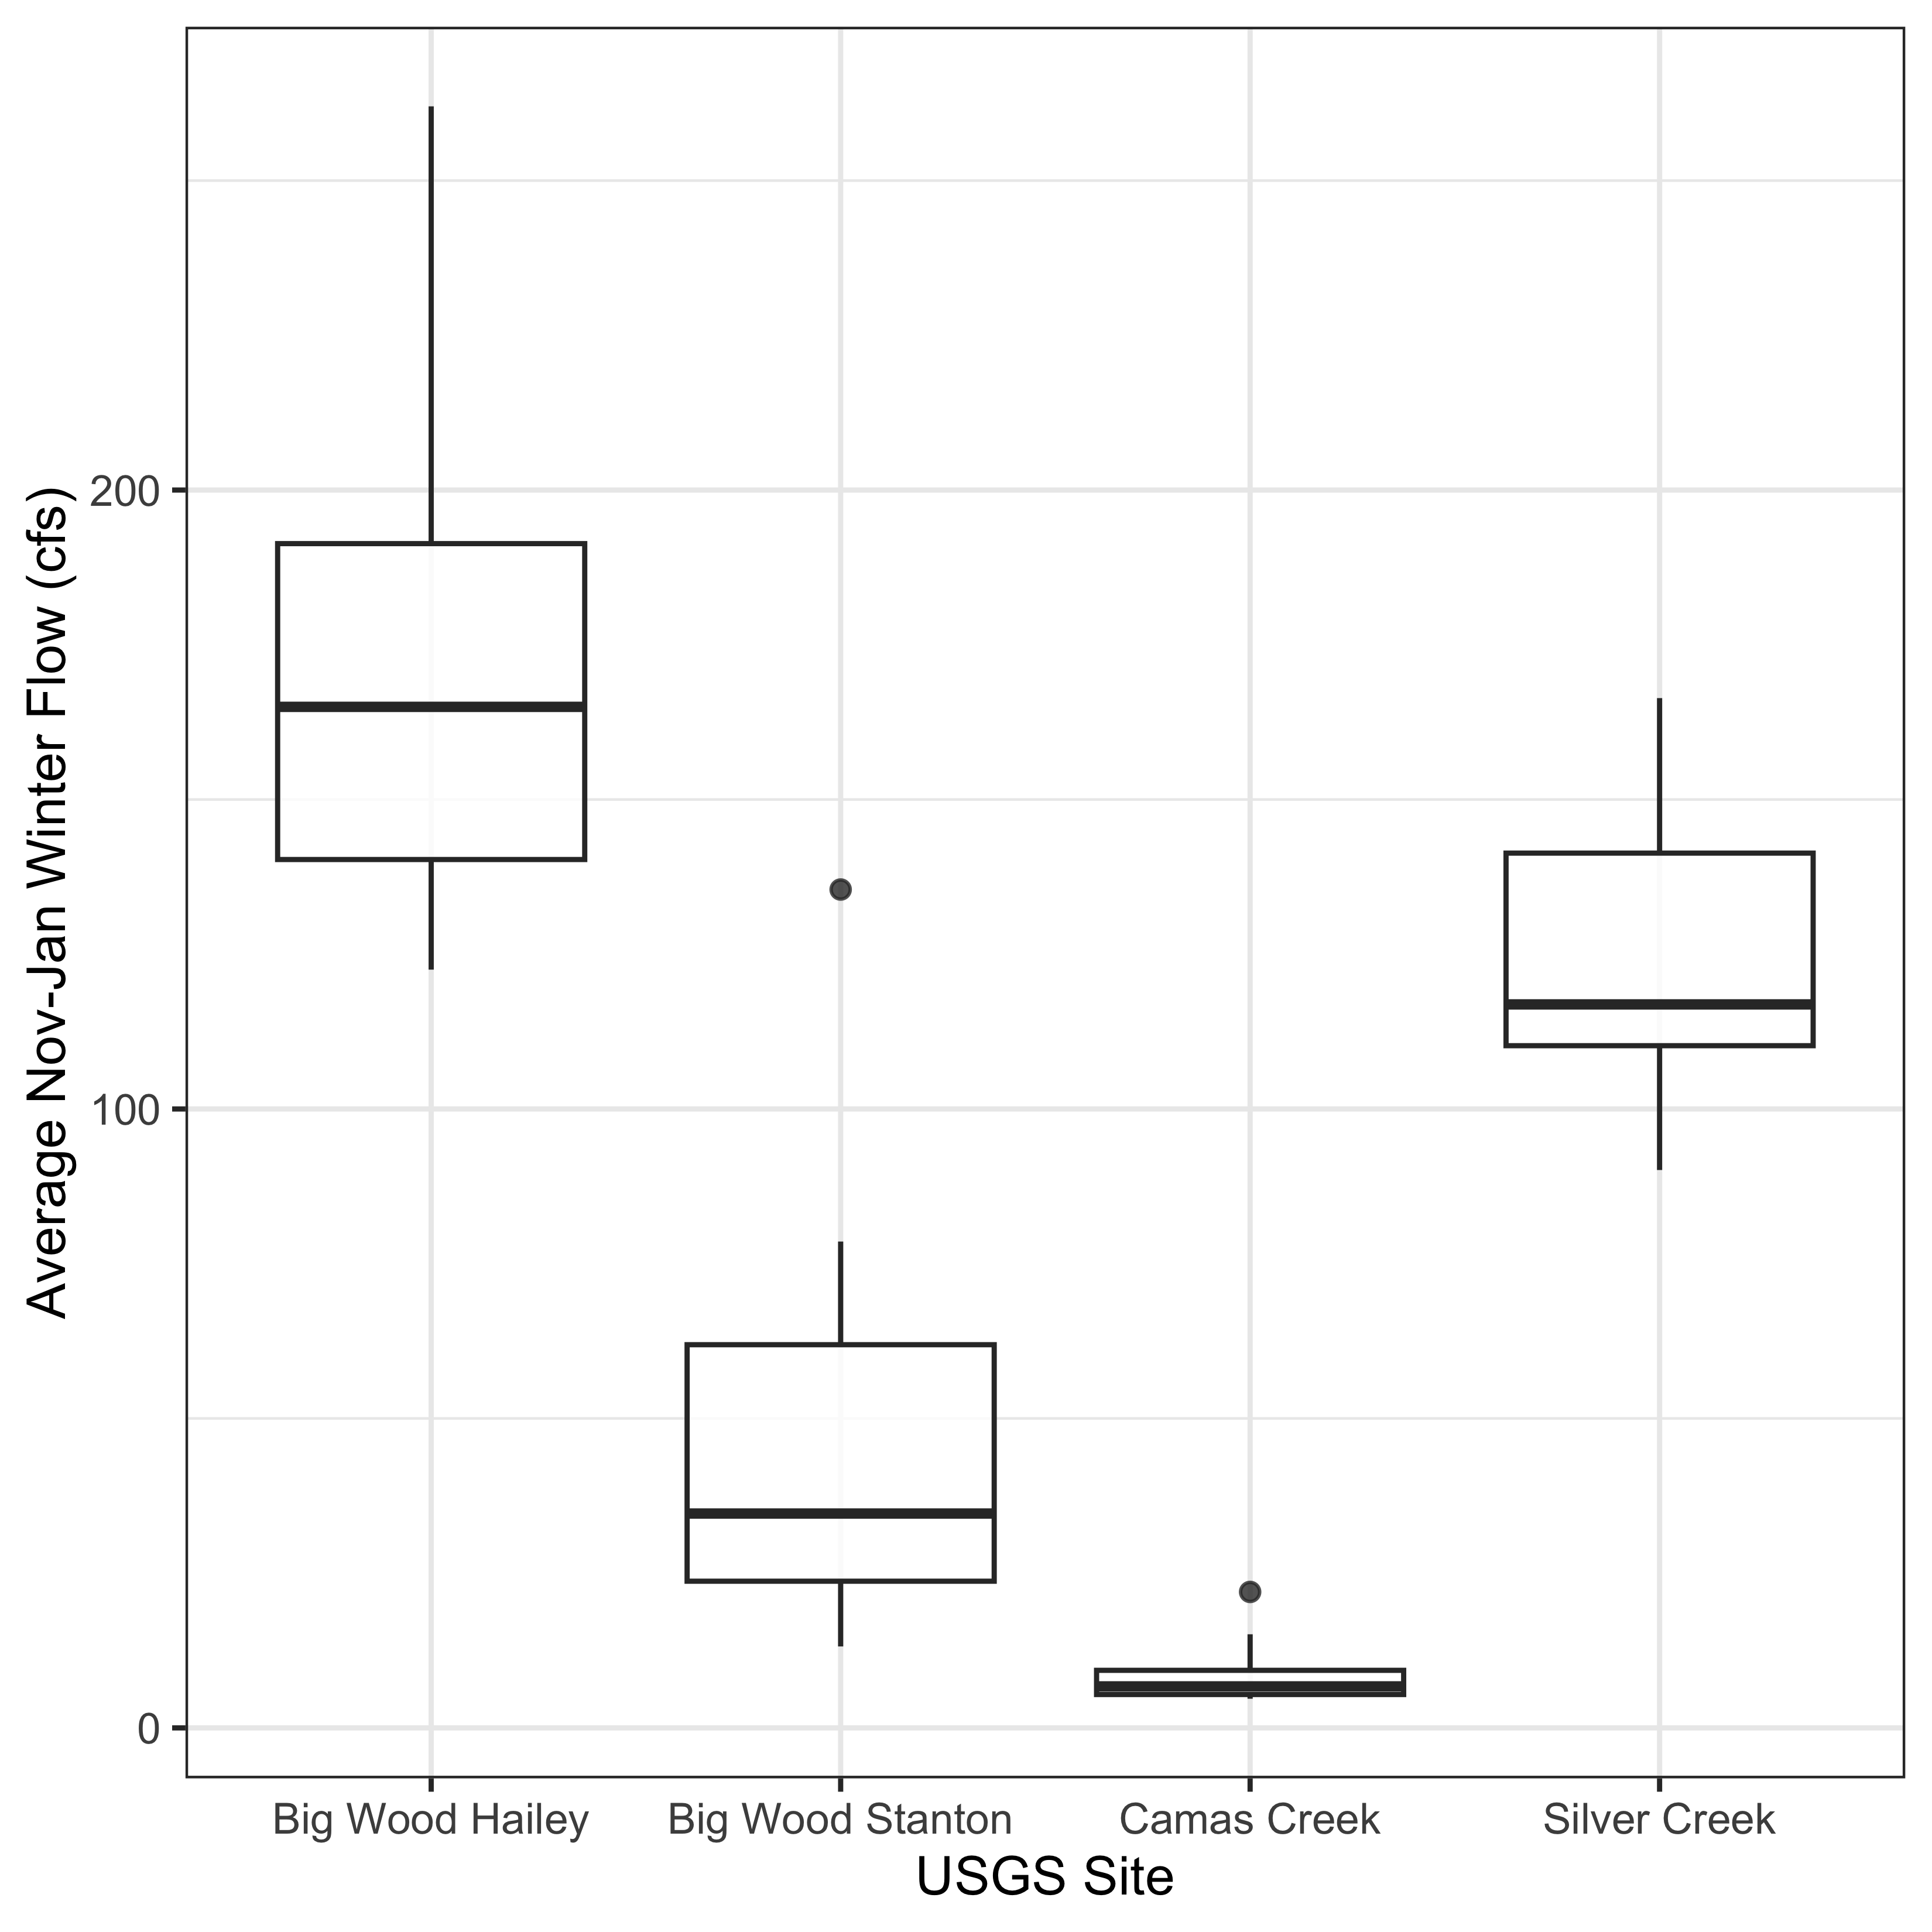 Average Nov-Jan Winter Flow (cfs)
200
100
0
Big Wood Hailey
Big Wood Stanton
Camas Creek
Silver Creek
USGS Site